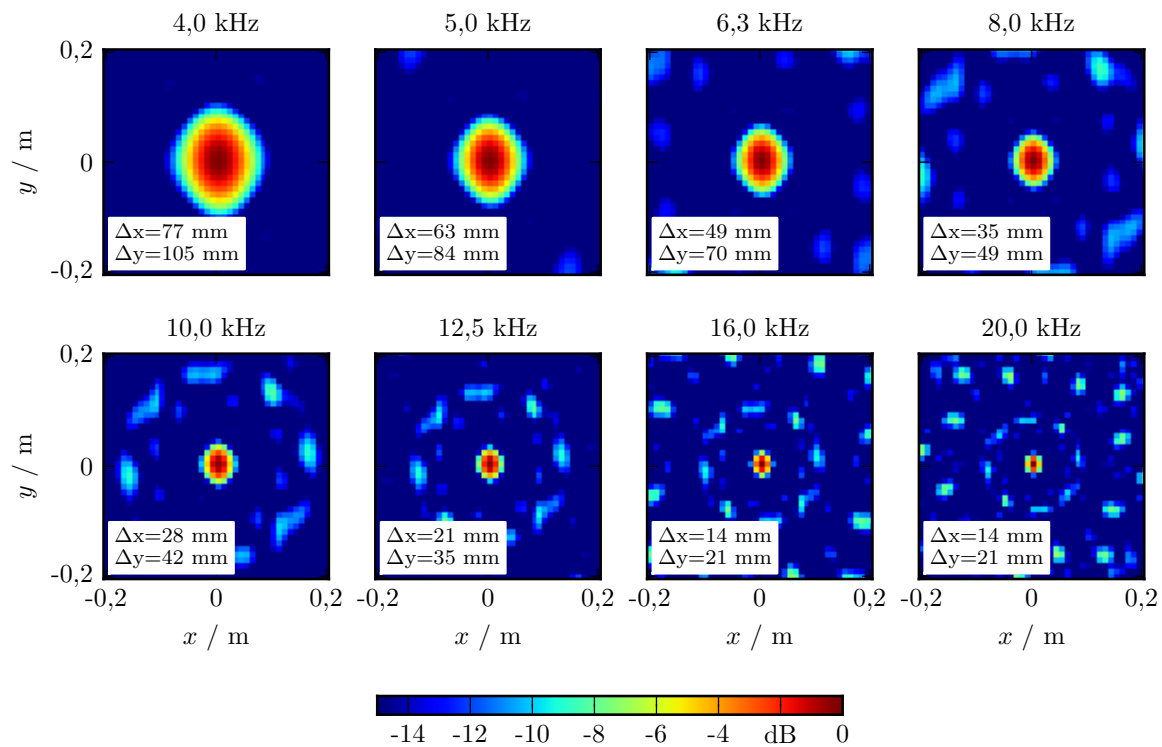 4,0 kHz 5,0 kHz 6,3 kHz 8,0 kHz
0,2
y / m
0
-0,2
Δx=77 mm
Δy=105 mm
Δx=63 mm
Δy=84 mm
Δx=49 mm
Δy=70 mm
Δx=35 mm
Δy=49 mm
10,0 kHz 12,5 kHz 16,0 kHz 20,0 kHz
0,2
y / m
0
-0,2
Δx=28 mm
Δy=42 mm
Δx=21 mm
Δy=35 mm
Δx=14 mm
Δy=21 mm
Δx=14 mm
Δy=21 mm
-0,2 0 0,2 -0,2 0 0,2 -0,2 0 0,2 -0,2 0 0,2
x / m x / m x / m x / m
-14 -12 -10 -8 -6 -4 dB 0